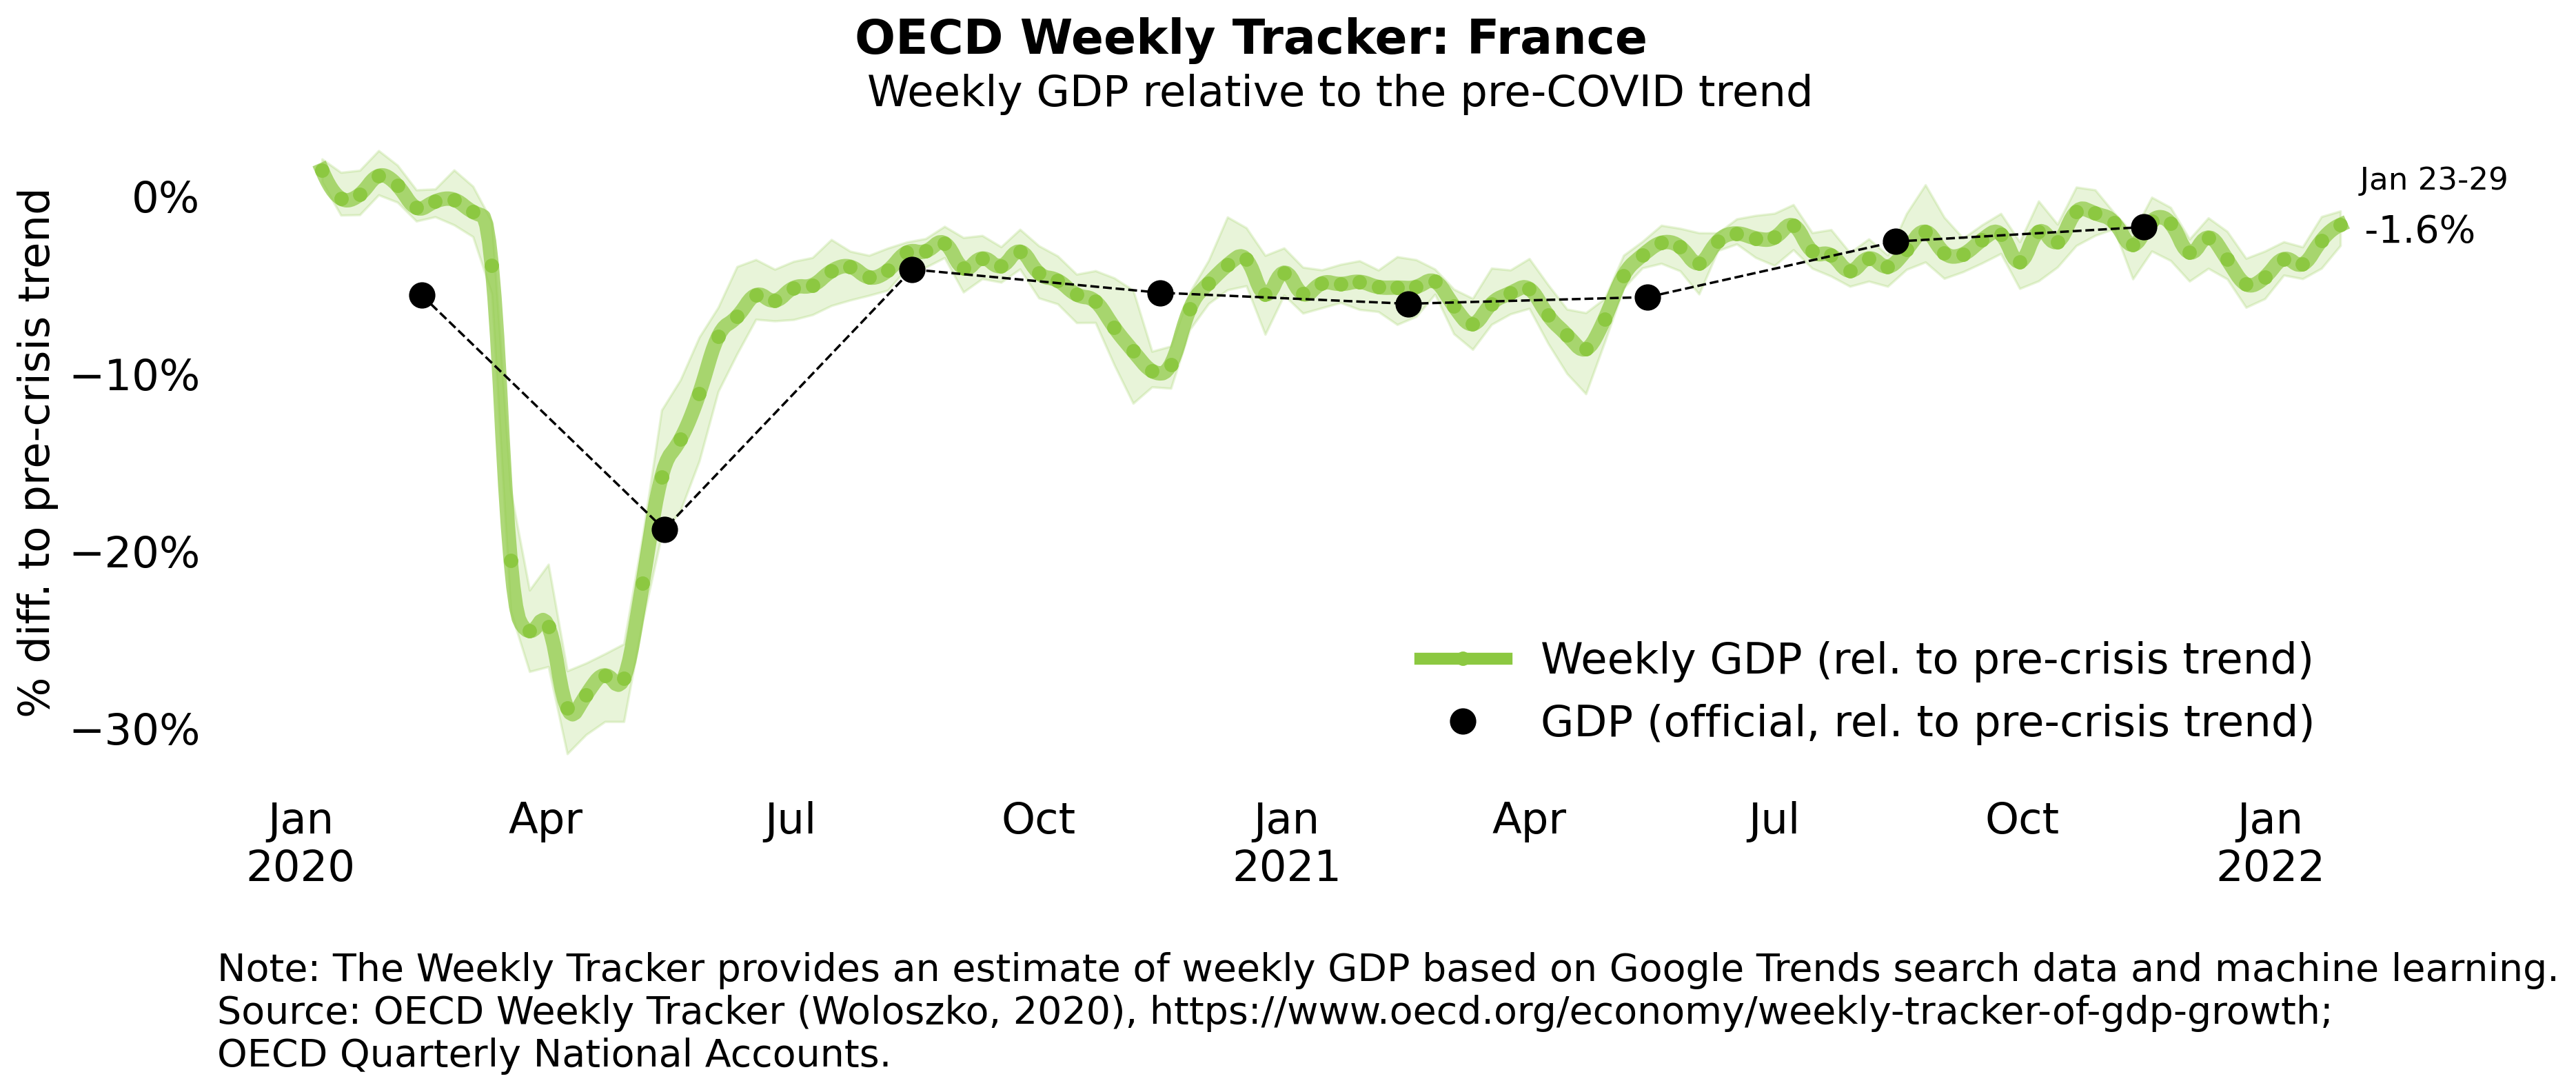 OECD Weekly Tracker: France
Weekly GDP relative to the pre-COVID trend
% diff. to pre-crisis trend
0%
−10%
−20%
−30%
Jan 23-29
-1.6%
Weekly GDP (rel. to pre-crisis trend)
GDP (official, rel. to pre-crisis trend)
Jan Apr Jul Oct Jan Apr Jul Oct Jan
2020 2021 2022
Note: The Weekly Tracker provides an estimate of weekly GDP based on Google Trends search data and machine learning.
Source: OECD Weekly Tracker (Woloszko, 2020), https://www.oecd.org/economy/weekly-tracker-of-gdp-growth;
OECD Quarterly National Accounts.